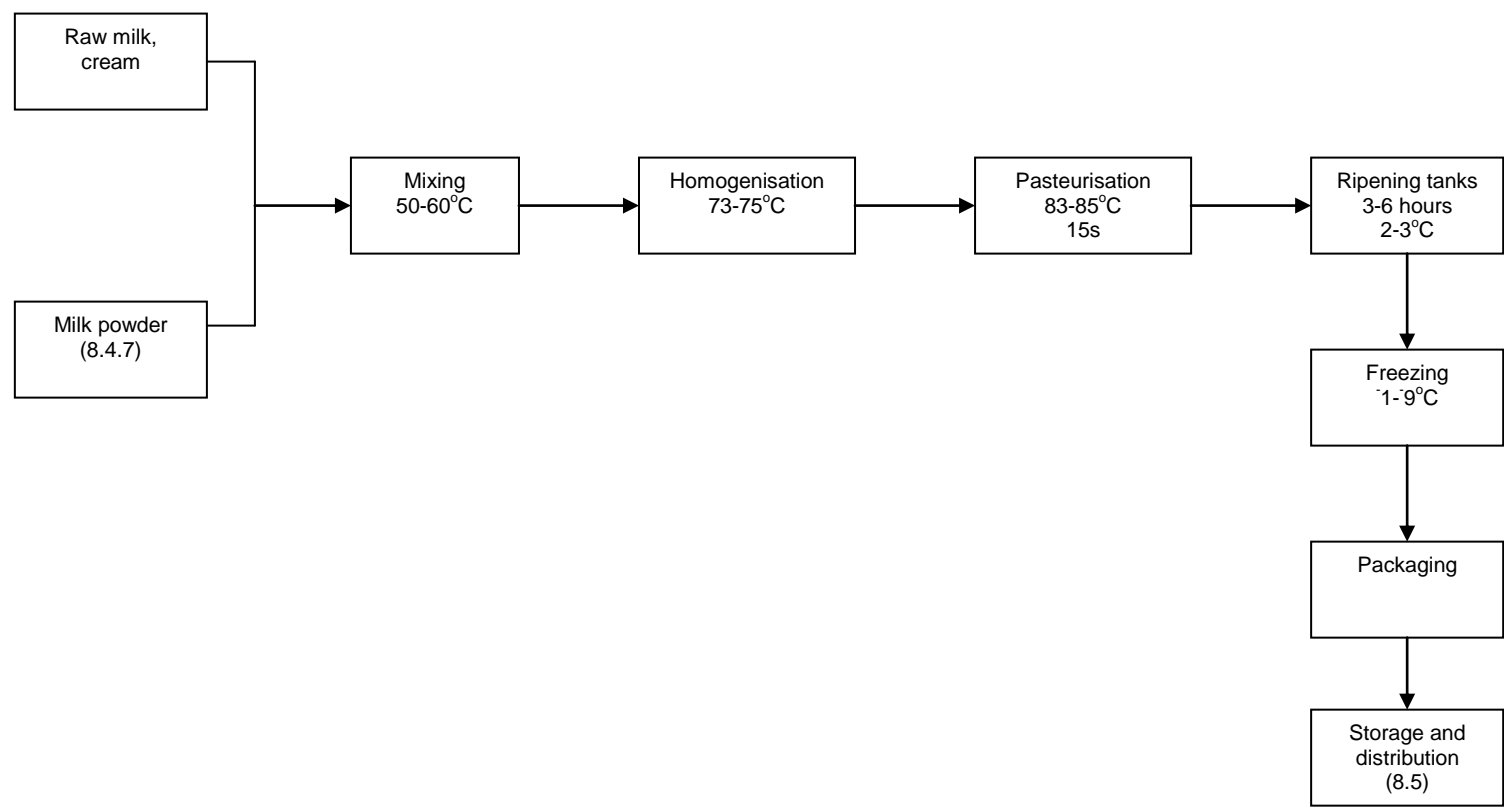 Raw milk,
cream
Milk powder
(8.4.7)
Mixing
50-60°C
Homogenisation
73-75°C
Pasteurisation
83-85°C
15s
Ripening tanks
3-6 hours
2-3°C
Freezing
⁻1-⁻9°C
Packaging
Storage and
distribution
(8.5)